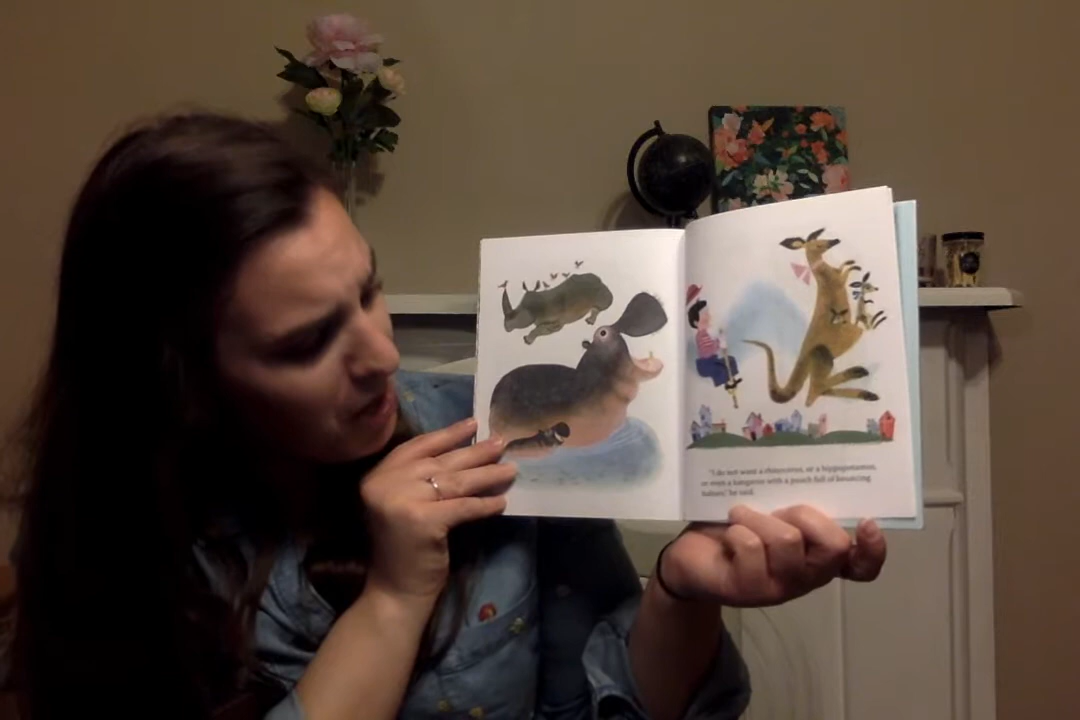 "I do not want a rhinoceros, or a hippopotamus,
or even a kangaroo with a pouch full of bouncing
babies," he said.